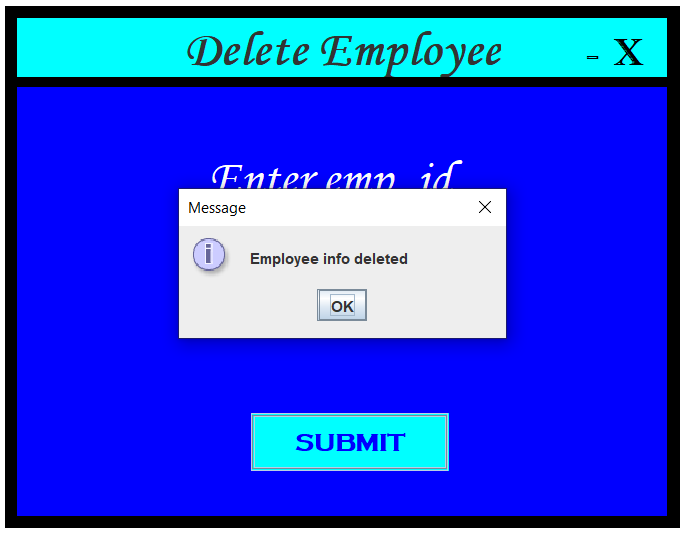 Delete Employee - X
Enter emp_id
Message
Employee info deleted
OK
SUBMIT